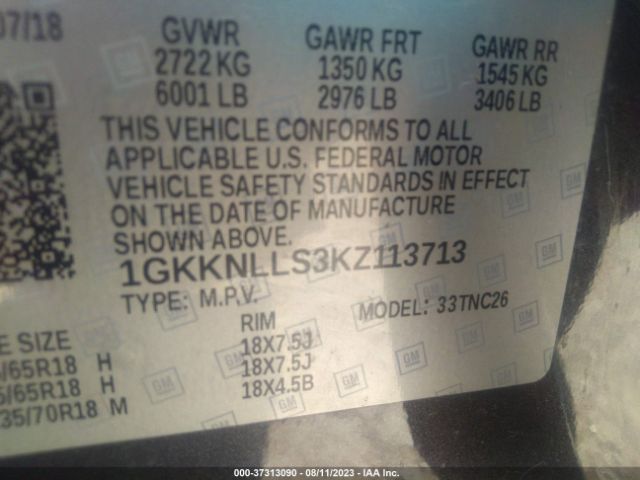 07/18
GVWR GAWR FRT GAWR RR
2722 KG 1350 KG 1545 KG
6001 LB 2976 LB 3406 LB
THIS VEHICLE CONFORMS TO ALL
APPLICABLE U.S. FEDERAL MOTOR
VEHICLE SAFETY STANDARDS IN EFFECT
ON THE DATE OF MANUFACTURE
SHOWN ABOVE.
1GKKNLLS3KZ113713
TYPE: M.P.V. MODEL: 33TNC26
E SIZE RIM
/65R18 H 18X7.5J
/65R18 H 18X7.5J
35/70R18 M 18X4.5B
GM
000-37313090 - 08/11/2023 - IAA Inc.